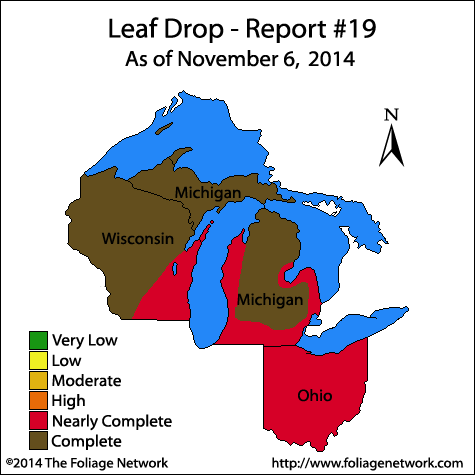 Leaf Drop - Report #19
As of November 6, 2014
N
Michigan
Wisconsin
Michigan
Ohio
Very Low
Low
Moderate
High
Nearly Complete
Complete
©2014 The Foliage Network
http://www.foliagenetwork.com